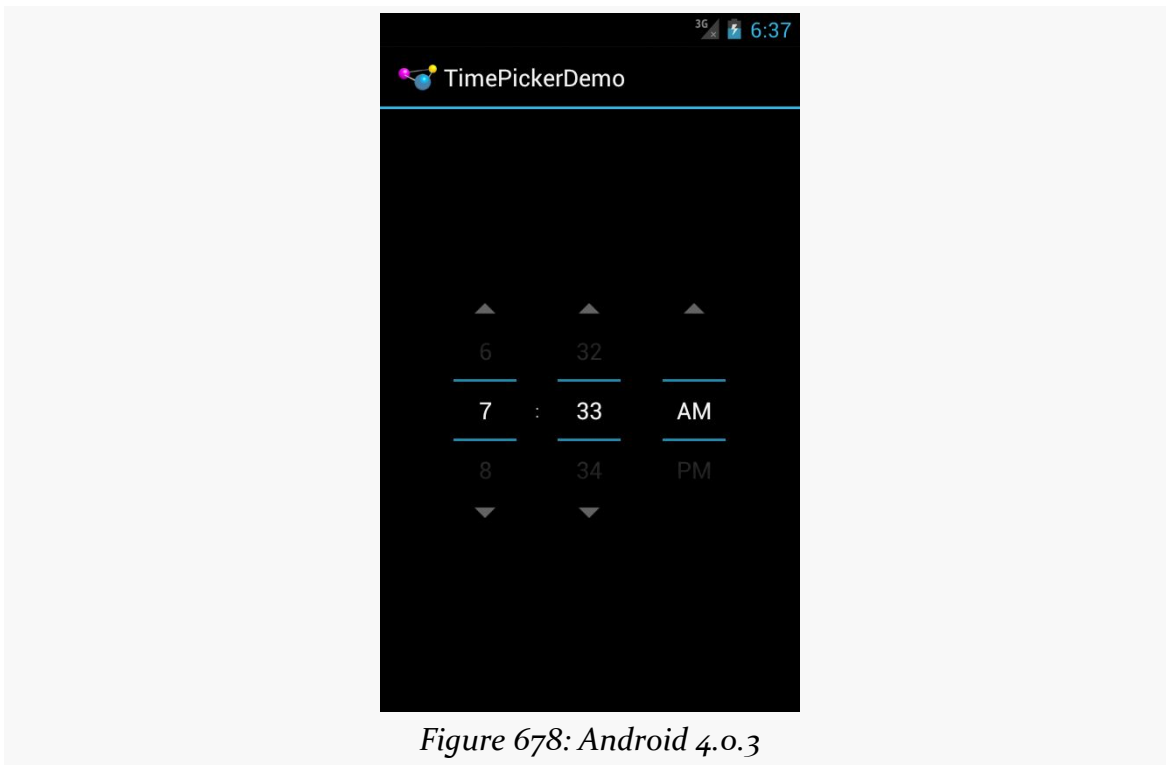 3G 6:37
TimePickerDemo
6 32
7 : 33 AM
8 34 PM
Figure 678: Android 4.0.3